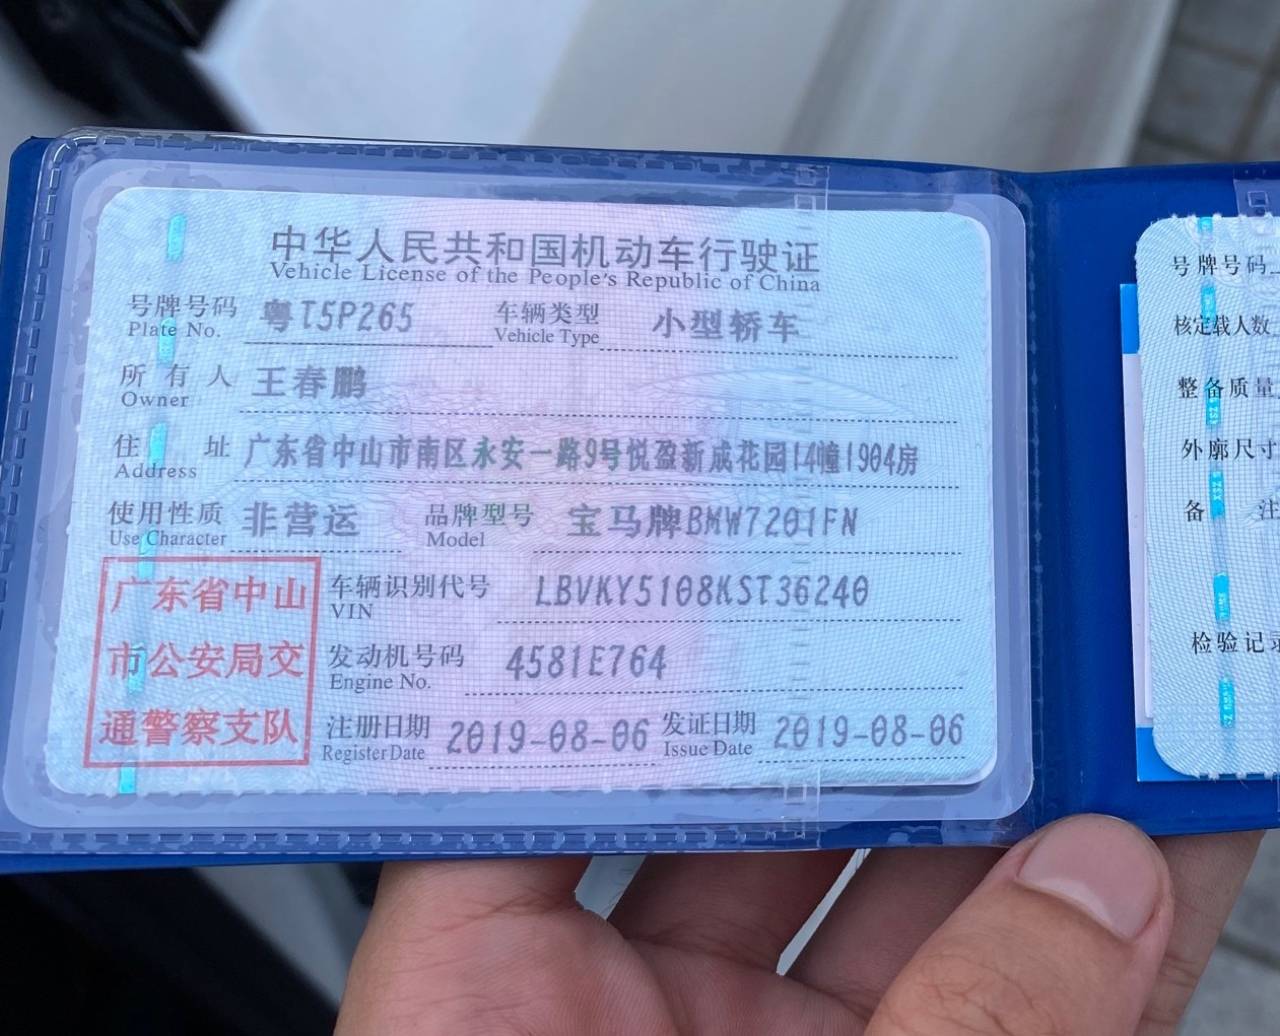 中华人民共和国机动车行驶证
Vehicle License of the People's Republic of China
号牌号码 粤T5P265 车辆类型 小型轿车
Plate No. Vehicle Type
所有人 王春鹏
Owner
住址 广东省中山市南区永安一路9号悦盈新成花园14幢1904房
Address
使用性质 非营运 品牌型号 宝马牌BMW7201FN
Use Character Model
广东省中山
市公安局交
通警察支队
车辆识别代号 LBVKY5108KST36240
VIN
发动机号码 4581E764
Engine No.
注册日期 2019-08-06 发证日期 2019-08-06
Register Date Issue Date
号牌号码
核定载人数
整备质量
外廓尺寸
备注
检验记录